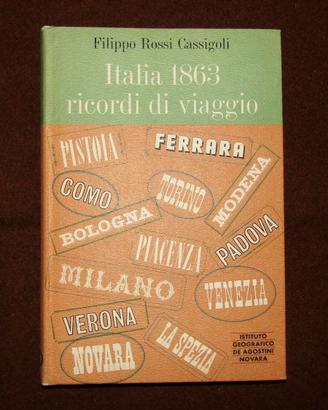 Filippo Rossi Cassigoli
Italia 1863
ricordi di viaggio
PISTOIA
FERRARA
COMO
TORINO
MODENA
BOLOGNA
PIACENZA
PADOVA
MILANO
VENEZIA
VERONA
LA SPEZIA
NOVARA
ISTITUTO
GEOGRAFICO
DE AGOSTINI
NOVARA